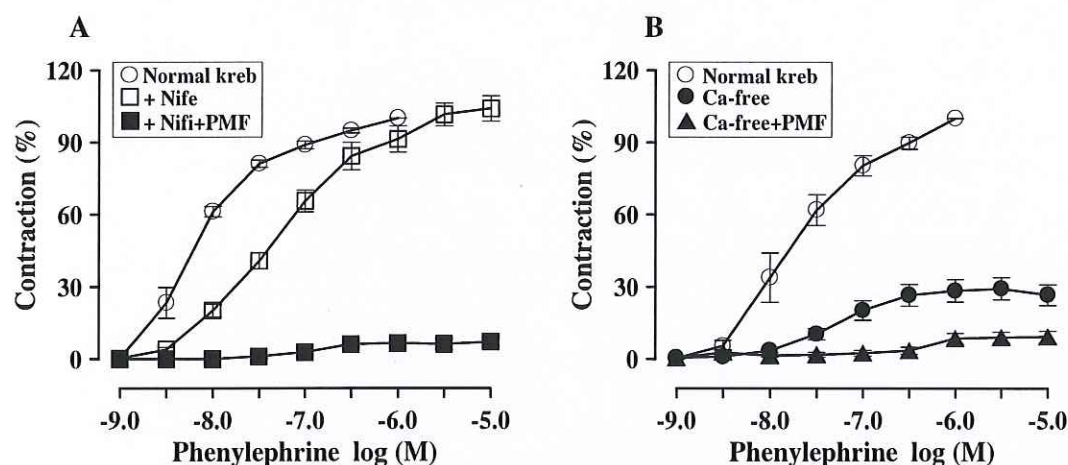 A
Normal kreb
+ Nife
+ Nifi+PMF
120
90
60
30
0
Contraction (%)
-9.0 -8.0 -7.0 -6.0 -5.0
Phenylephrine log (M)
B
Normal kreb
Ca-free
Ca-free+PMF
120
90
60
30
0
Contraction (%)
-9.0 -8.0 -7.0 -6.0 -5.0
Phenylephrine log (M)